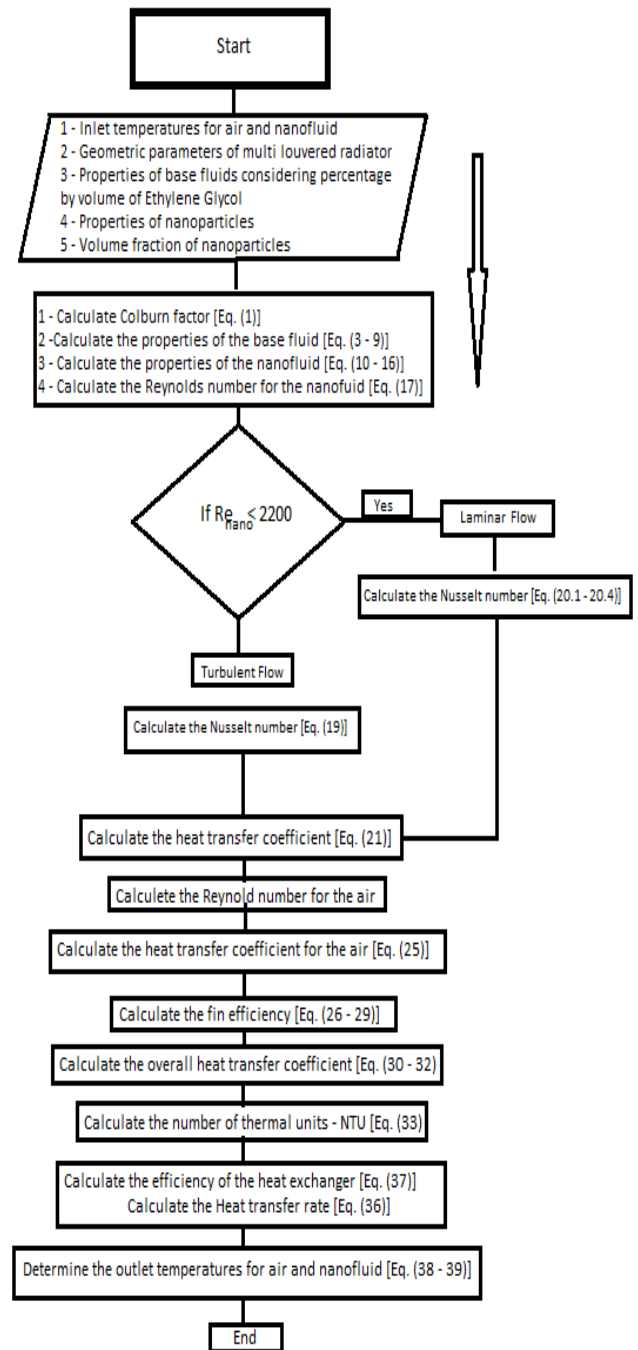 Start
1 - Inlet temperatures for air and nanofluid
2 - Geometric parameters of multi louvered radiator
3 - Properties of base fluids considering percentage
by volume of Ethylene Glycol
4 - Properties of nanoparticles
5 - Volume fraction of nanoparticles
1 - Calculate Colburn factor [Eq. (1)]
2 -Calculate the properties of the base fluid [Eq. (3 - 9)]
3 - Calculate the properties of the nanofluid [Eq. (10 - 16)]
4 - Calculate the Reynolds number for the nanofuid [Eq. (17)]
If Re nano < 2200
Yes
Laminar Flow
Calculate the Nusselt number [Eq. (20.1 - 20.4)]
Turbulent Flow
Calculate the Nusselt number [Eq. (19)]
Calculate the heat transfer coefficient [Eq. (21)]
Calculete the Reynold number for the air
Calculate the heat transfer coefficient for the air [Eq. (25)]
Calculate the fin efficiency [Eq. (26 - 29)]
Calculate the overall heat transfer coefficient [Eq. (30 - 32)
Calculate the number of thermal units - NTU [Eq. (33)
Calculate the efficiency of the heat exchanger [Eq. (37)]
Calculate the Heat transfer rate [Eq. (36)]
Determine the outlet temperatures for air and nanofluid [Eq. (38 - 39)]
End